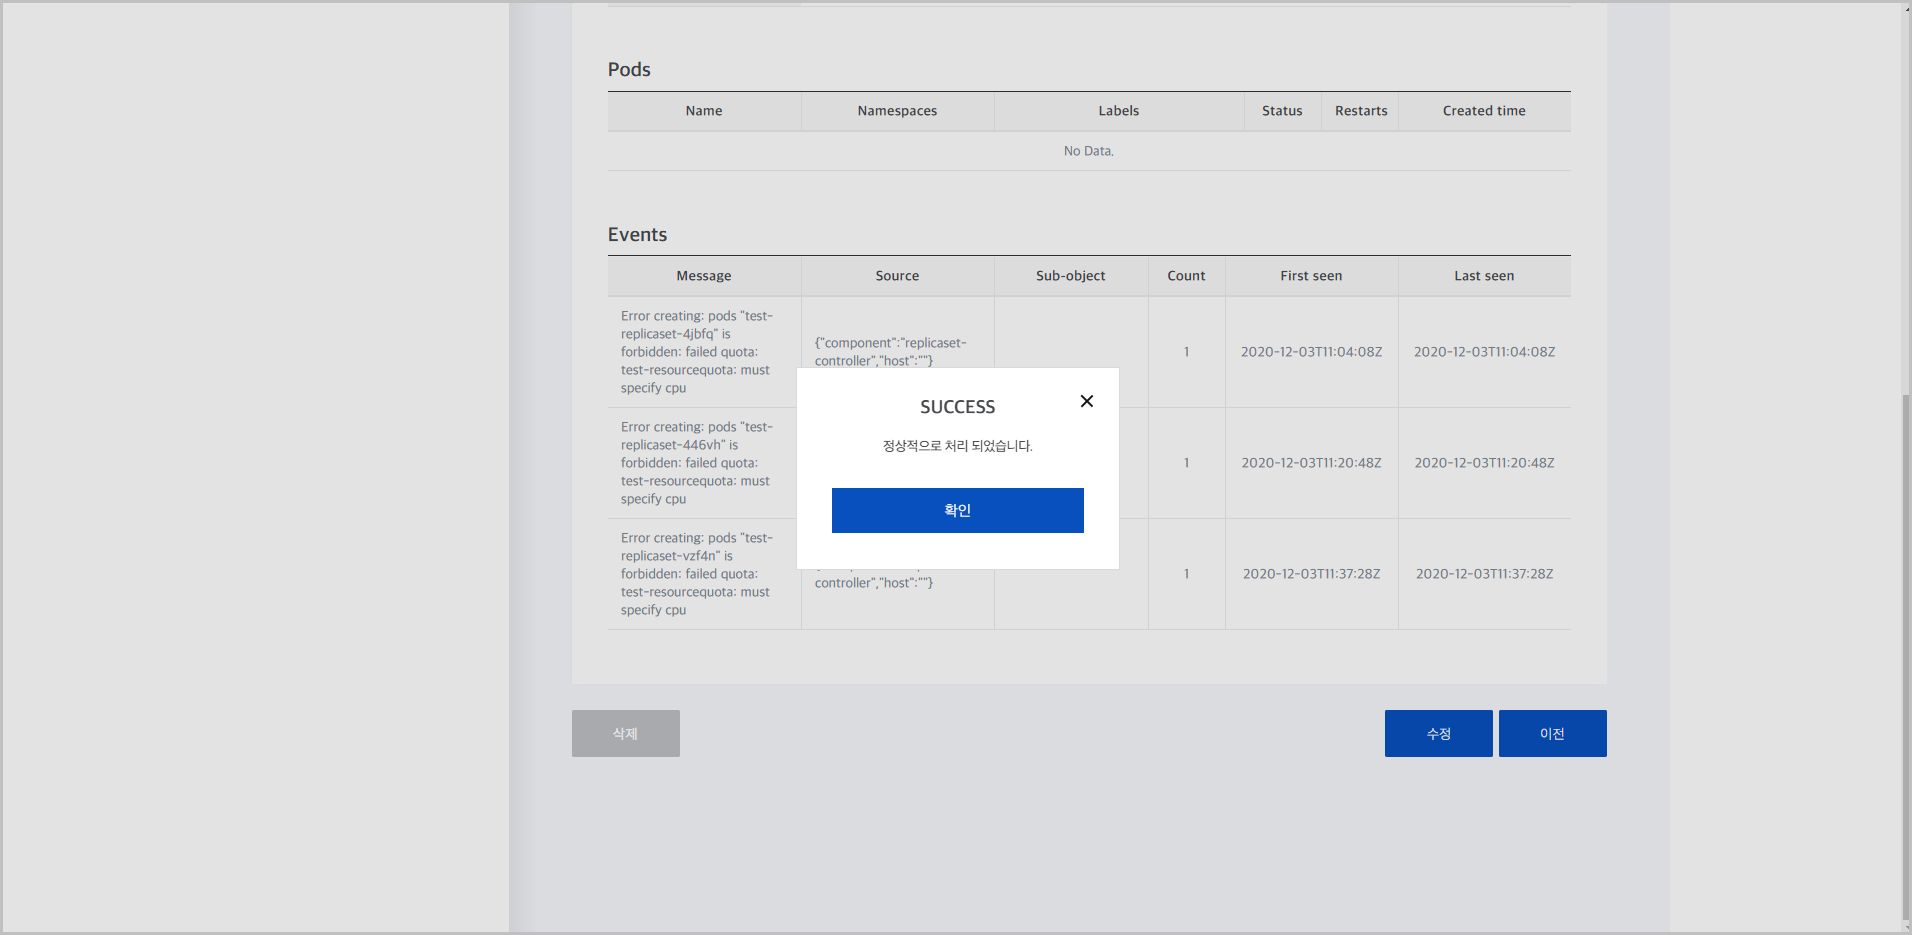 Pods
Name Namespaces Labels Status Restarts Created time
No Data.
Events
Message Source Sub-object Count First seen Last seen
Error creating: pods "test-
replicaset-4jbfq" is
forbidden: failed quota:
test-resourcequota: must
specify cpu
{"component":"replicaset-
controller","host":""}
1
2020-12-03T11:04:08Z
2020-12-03T11:04:08Z
Error creating: pods "test-
replicaset-446vh" is
forbidden: failed quota:
test-resourcequota: must
specify cpu
1
2020-12-03T11:20:48Z
2020-12-03T11:20:48Z
Error creating: pods "test-
replicaset-vzf4n" is
forbidden: failed quota:
test-resourcequota: must
specify cpu
controller","host":""}
1
2020-12-03T11:37:28Z
2020-12-03T11:37:28Z
SUCCESS
정상적으로 처리 되었습니다.
확인
삭제
수정
이전